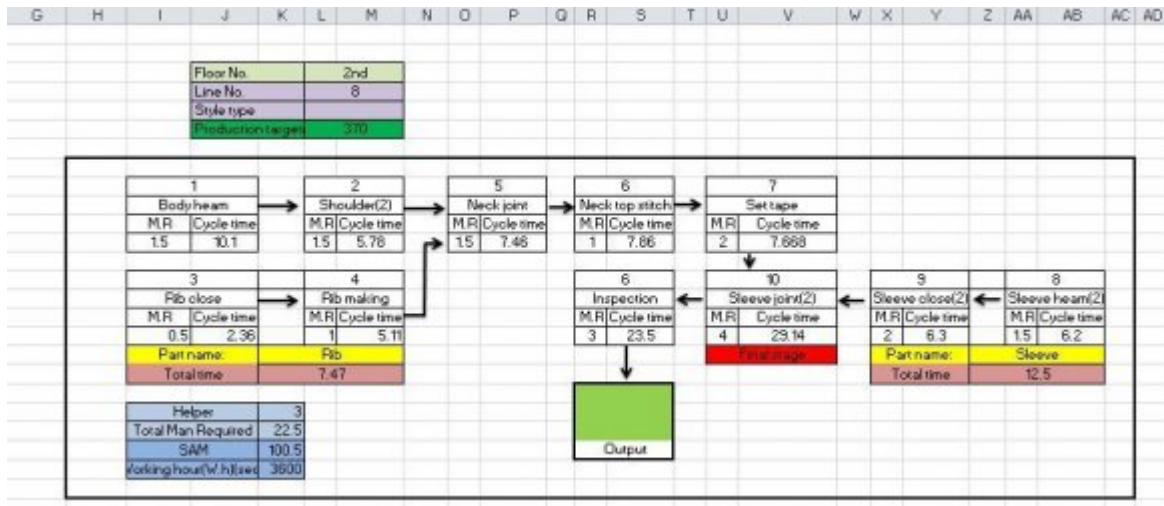 G H I J K L M N O P Q R S T U V W X Y Z AA AB AC AD
Floor No. 2nd
Line No. 8
Style type
Production target 370
1 2 5 6 7
Body heam Shoulder(2) Neck joint Neck top stitch Set tape
M.R Cycle time M.R Cycle time M.R Cycle time M.R Cycle time M.R Cycle time
1.5 10.1 1.5 5.78 1.5 7.46 1 7.86 2 7.668
3 4 6 10 9 8
Rib close Rib making Inspection Sleeve joint(2) Sleeve close(2) Sleeve heam(2)
M.R Cycle time M.R Cycle time M.R Cycle time M.R Cycle time M.R Cycle time M.R Cycle time
0.5 2.36 1 5.11 3 23.5 4 29.14 2 6.3 1.5 6.2
Part name: Rib Final stage Part name: Sleeve
Total time 7.47 Total time 12.5
Helper 3
Total Man Required 22.5
SAM 100.5
Output
Working hour(W.h)(sec 3600